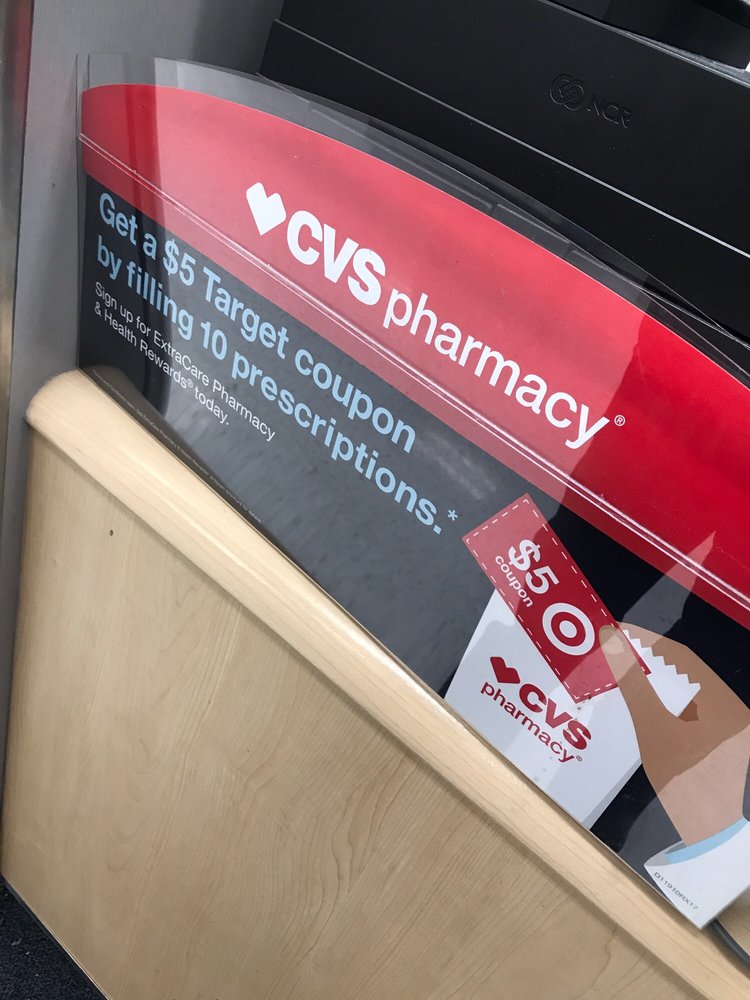 NCR
CVS pharmacy®
Get a $5 Target coupon
by filling 10 prescriptions.*
Sign up for ExtraCare Pharmacy
& Health Rewards® today.
$5
coupon
CVS
pharmacy®
D11910RX17